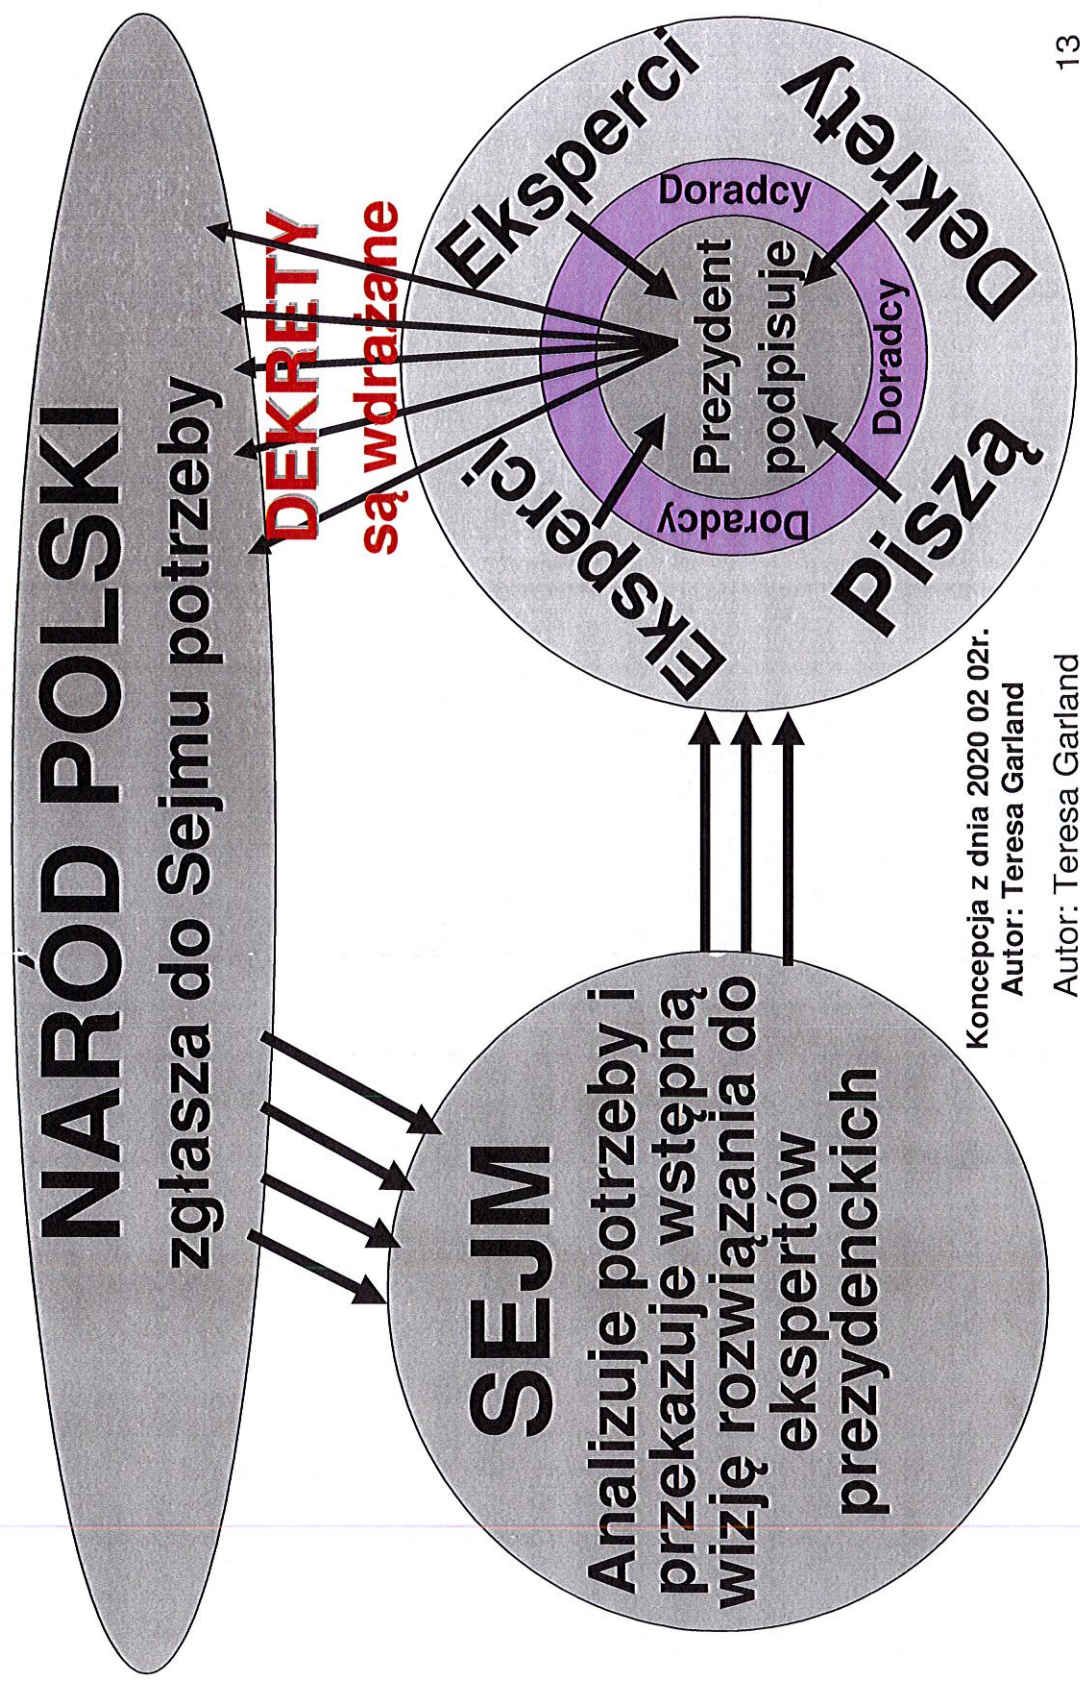 NARÓD POLSKI
zgłasza do Sejmu potrzeby
DEKRETY
są wdrażane
SEJM
Analizuje potrzeby i
przekazuje wstępną
wizję rozwiązania do
ekspertów
prezydenckich
Eksperci
Eksperci
Piszą
Dekrety
Doradcy
Doradcy
Doradcy
Prezydent
podpisuje
Koncepcja z dnia 2020 02 02r.
Autor: Teresa Garland
Autor: Teresa Garland
13